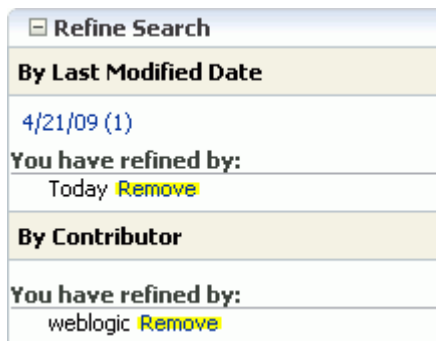 Refine Search
By Last Modified Date
4/21/09 (1)
You have refined by:
Today Remove
By Contributor
You have refined by:
weblogic Remove